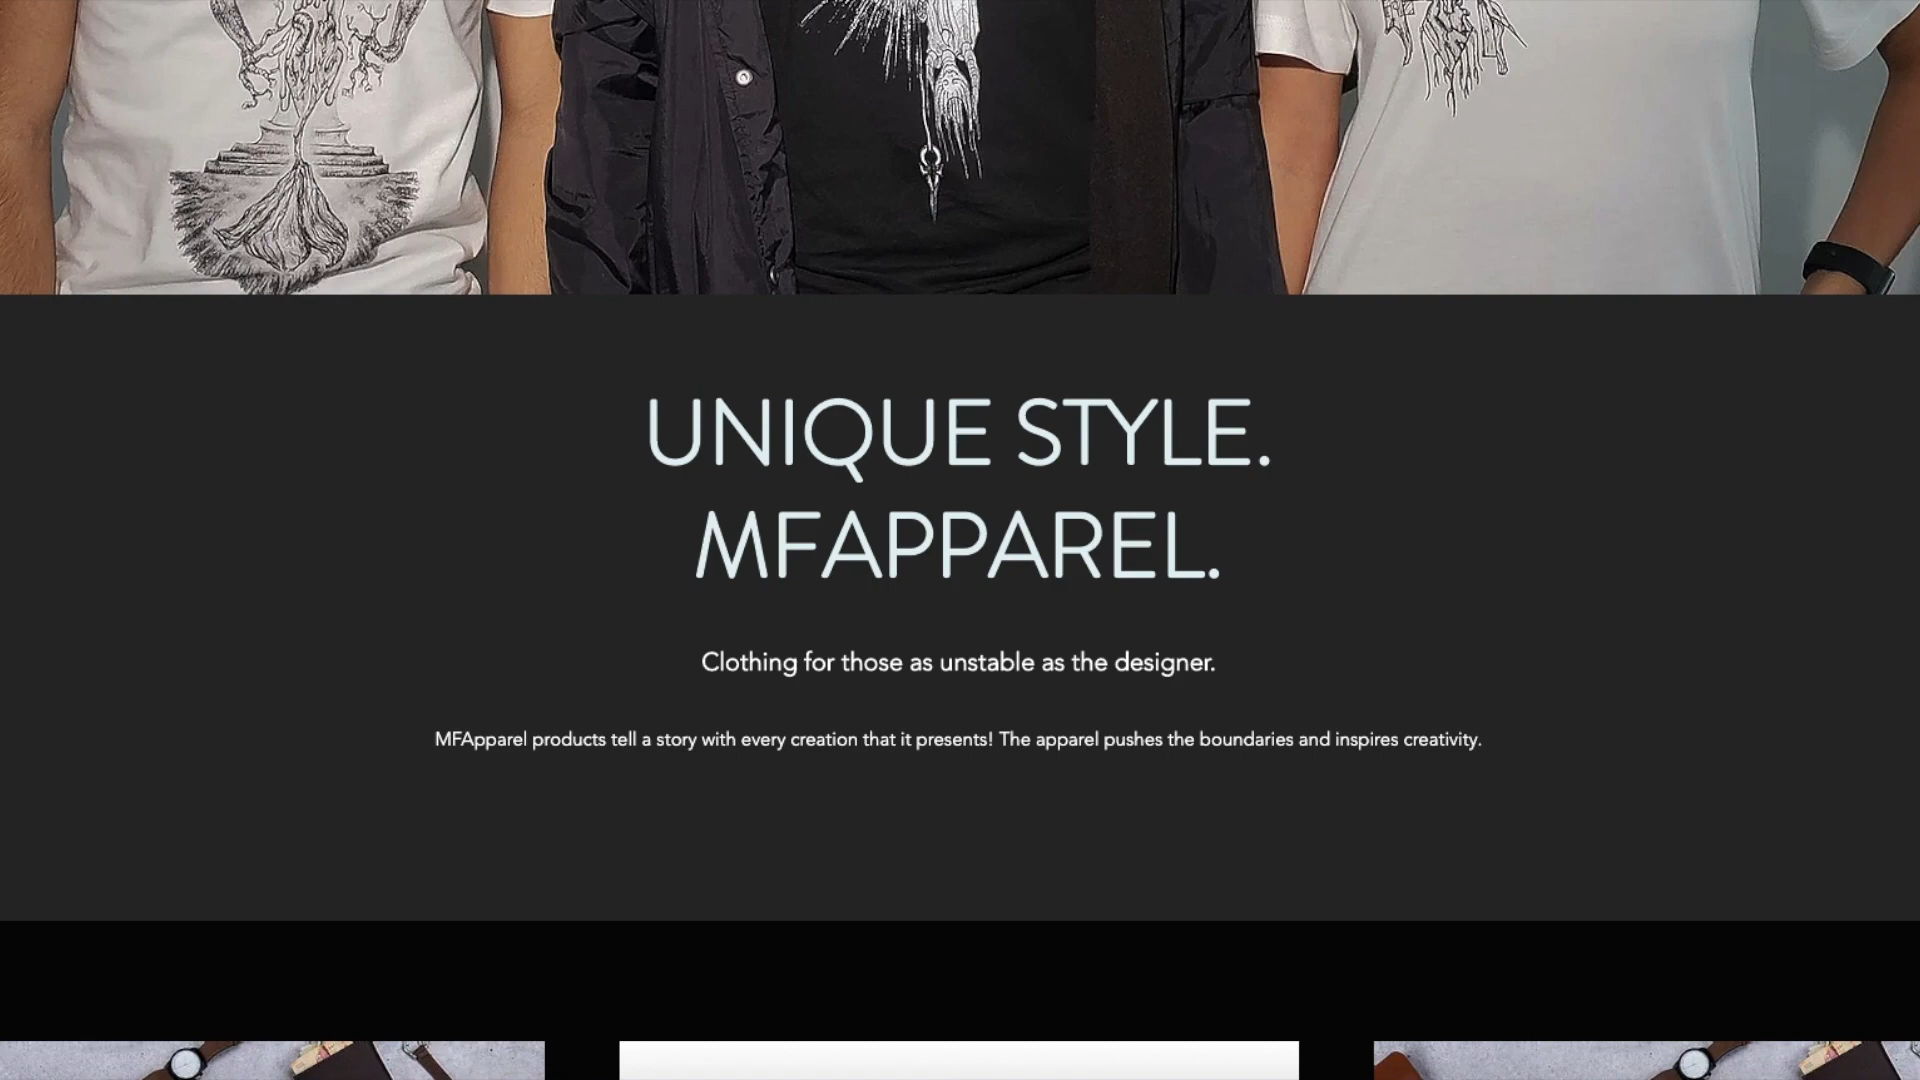 UNIQUE STYLE.
MFAPPAREL.
Clothing for those as unstable as the designer.
MFApparel products tell a story with every creation that it presents! The apparel pushes the boundaries and inspires creativity.